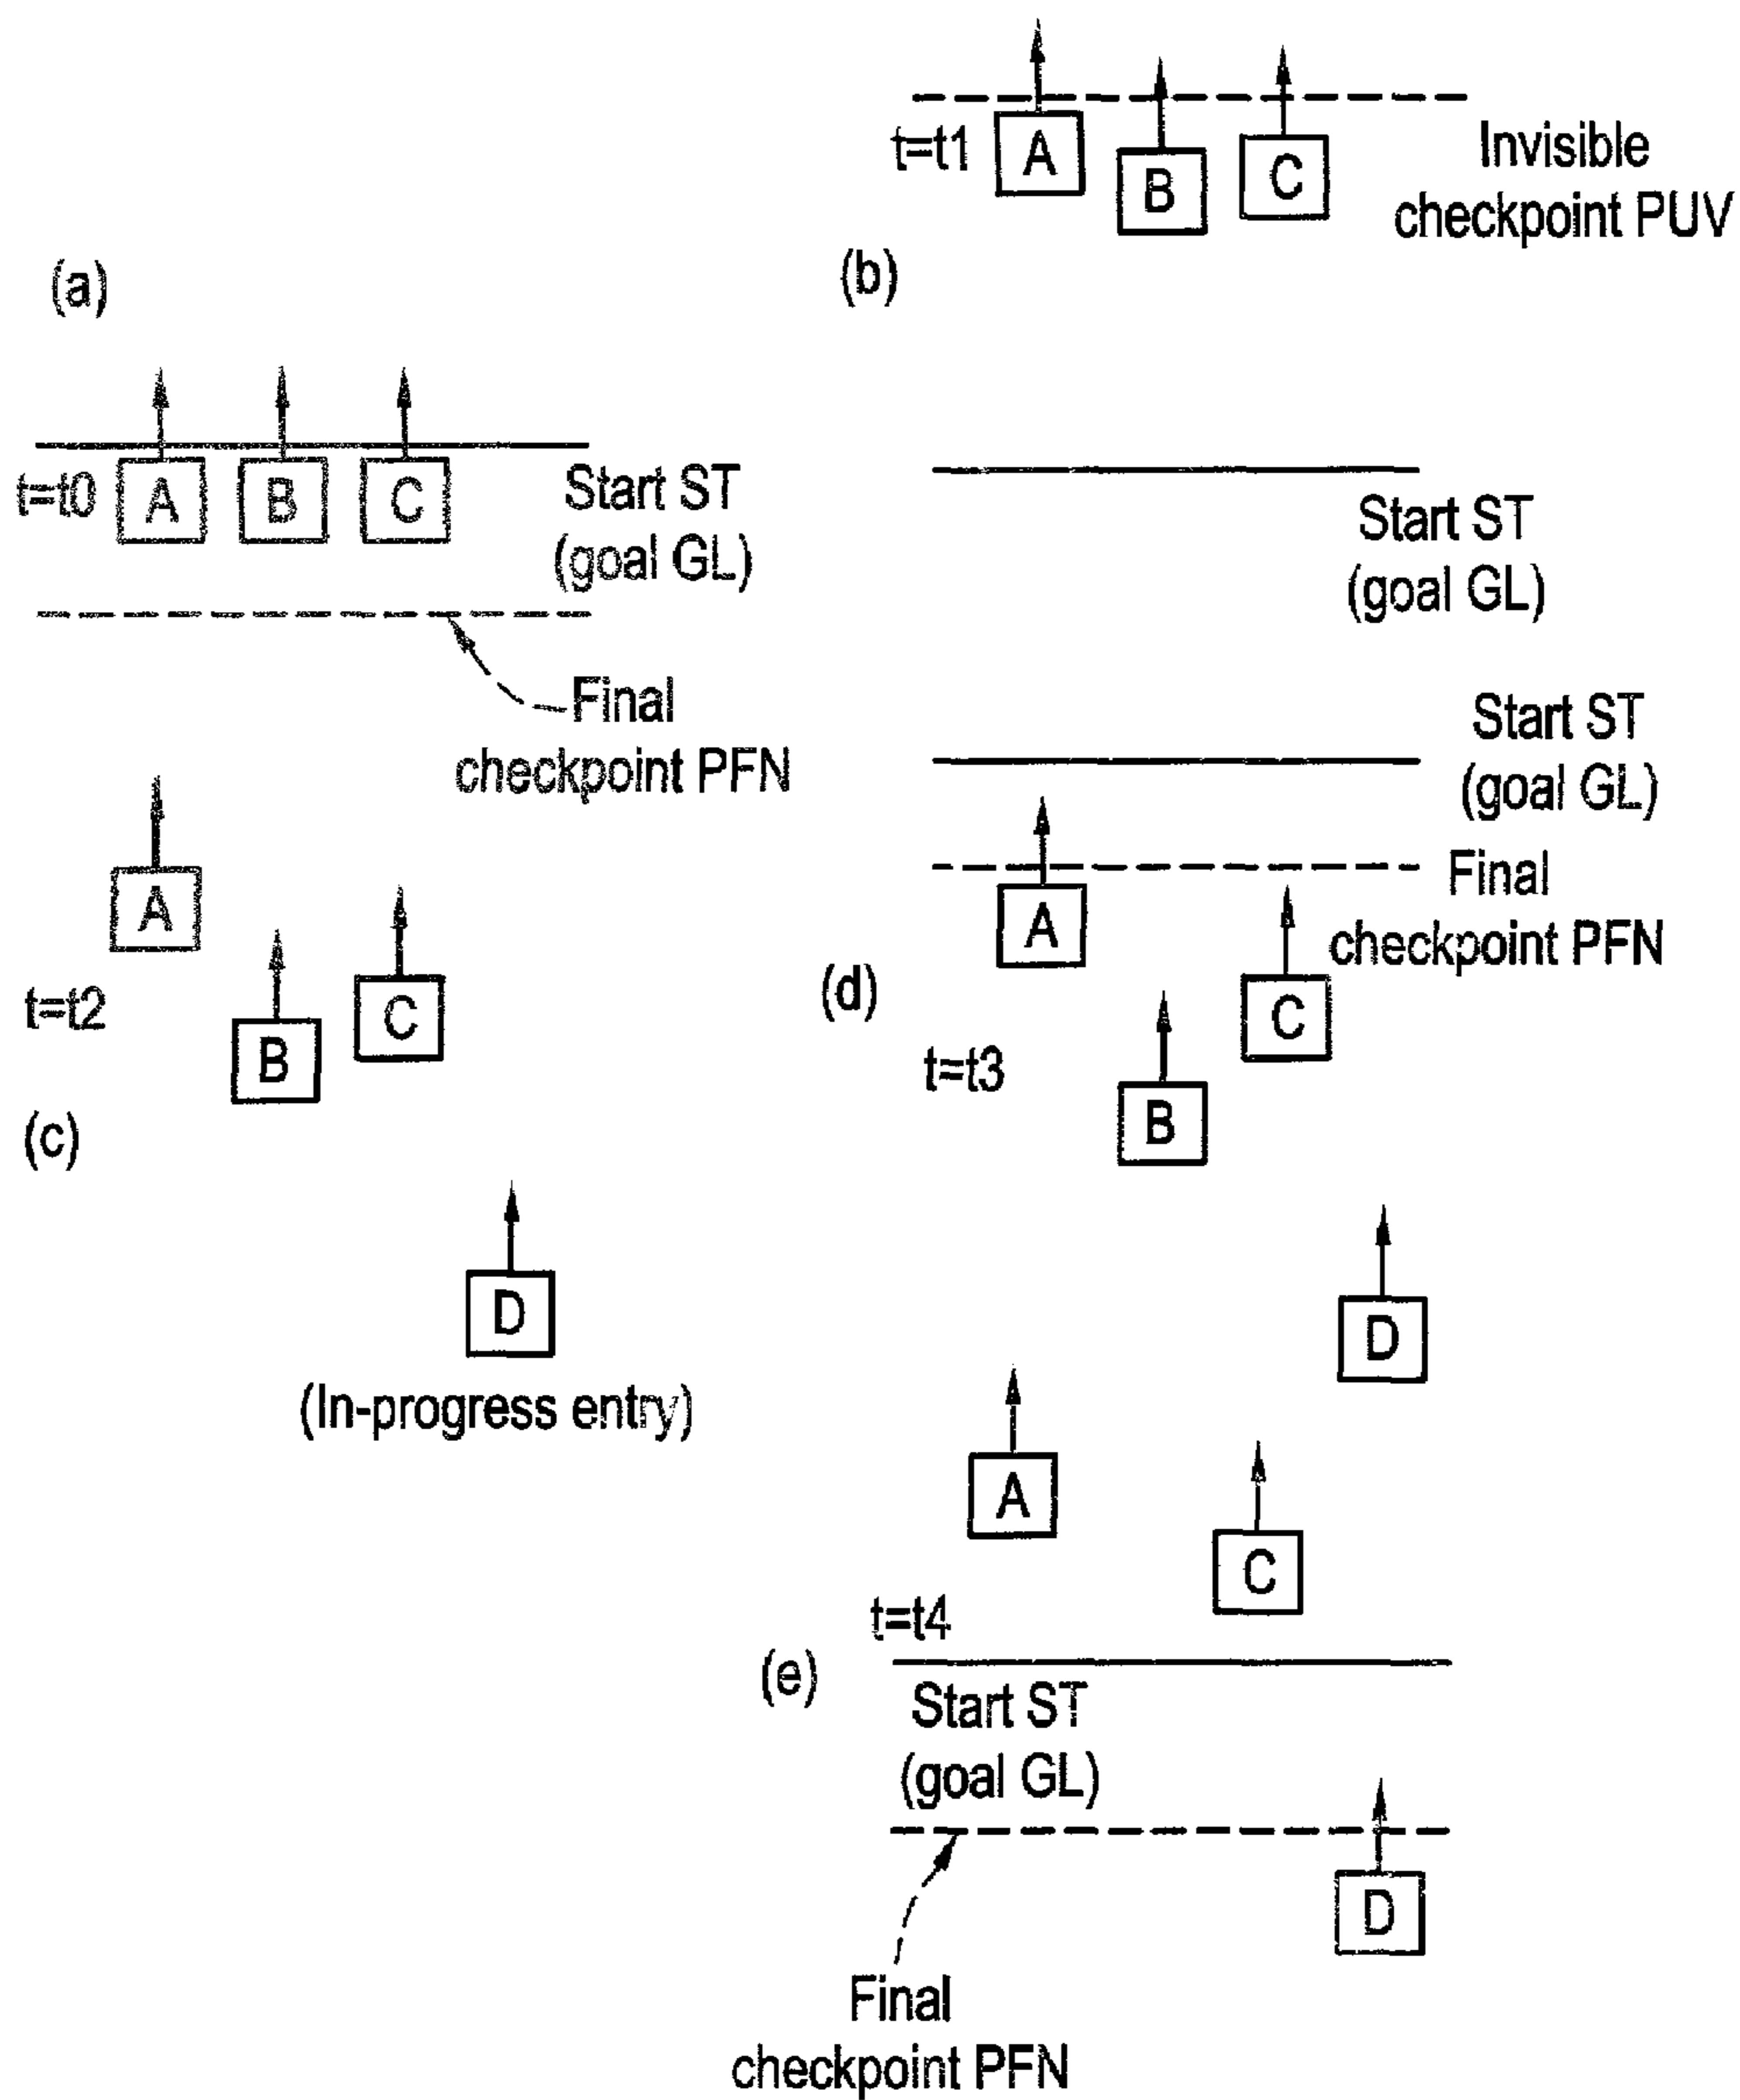 (a)
t=t0
A
B
C
Start ST
(goal GL)
Final
checkpoint PFN
(b)
t=t1
A
B
C
Invisible
checkpoint PUV
Start ST
(goal GL)
(c)
t=t2
A
B
C
D
(In-progress entry)
(d)
t=t3
Start ST
(goal GL)
Final
checkpoint PFN
A
B
C
D
(e)
t=t4
A
C
Start ST
(goal GL)
D
Final
checkpoint PFN